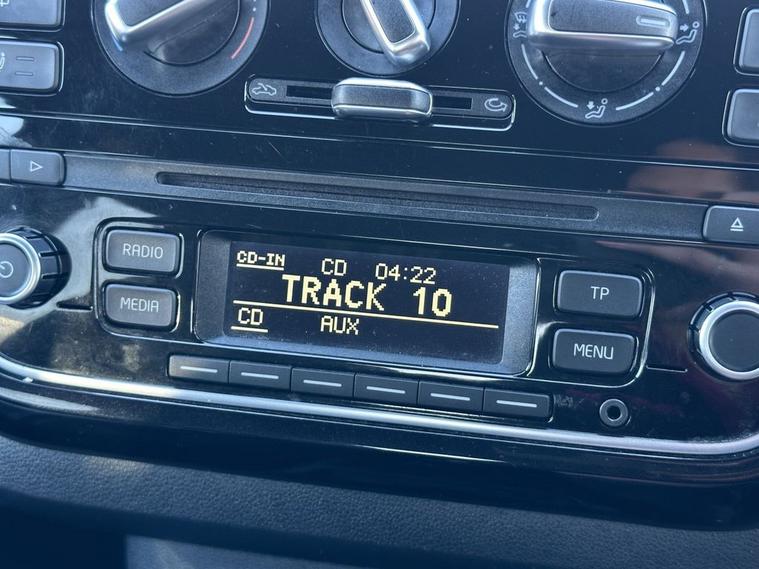 RADIO
MEDIA
CD-IN
CD 04:22
TRACK 10
CD AUX
TP
MENU